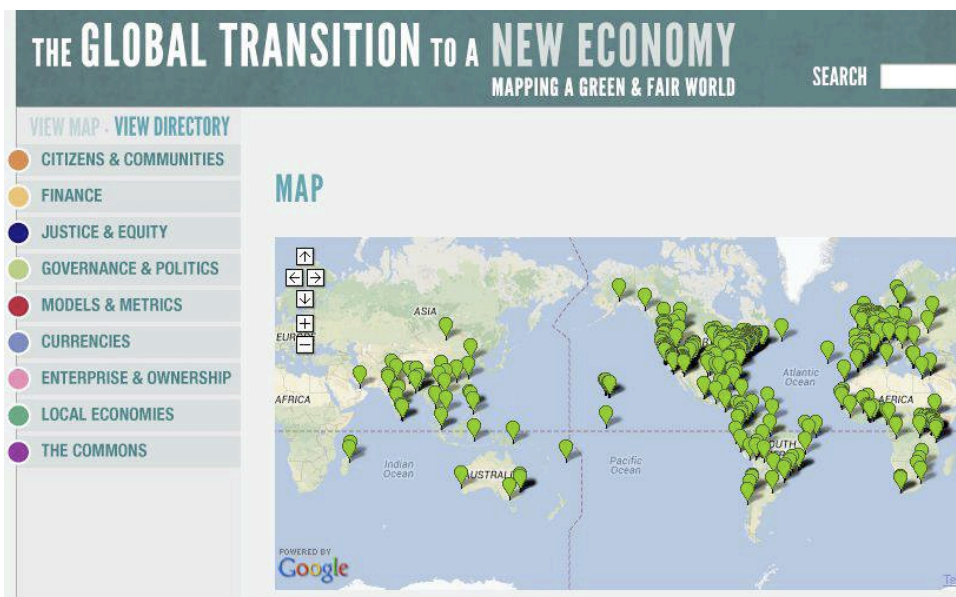 THE GLOBAL TRANSITION TO A NEW ECONOMY
MAPPING A GREEN & FAIR WORLD
SEARCH
VIEW MAP - VIEW DIRECTORY
CITIZENS & COMMUNITIES
FINANCE
JUSTICE & EQUITY
GOVERNANCE & POLITICS
MODELS & METRICS
CURRENCIES
ENTERPRISE & OWNERSHIP
LOCAL ECONOMIES
THE COMMONS
MAP
ASIA
Atlantic
Ocean
AFRICA
AFRICA
Indian
Ocean
Pacific
Ocean
POWERED BY
Google